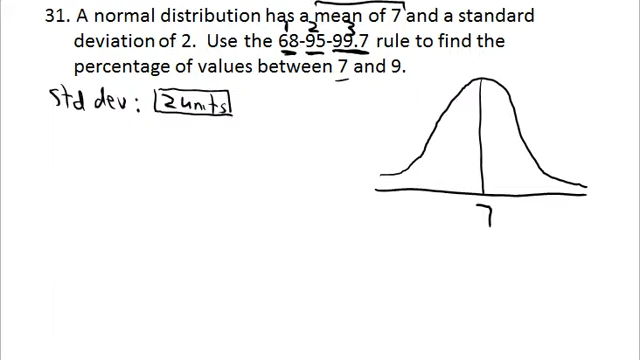 31. A normal distribution has a mean of 7 and a standard
1 2 3
deviation of 2. Use the 68-95-99.7 rule to find the
percentage of values between 7 and 9.
Std dev: 2 units
7